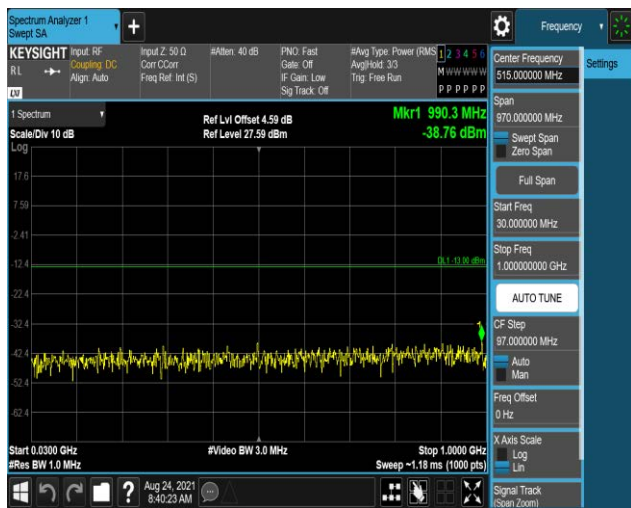 Spectrum Analyzer 1
Swept SA
Frequency
KEYSIGHT
RL
LXI
Input: RF
Coupling: DC
Align: Auto
Input Z: 50 Ω
Corr CCorr
Freq Ref: Int (S)
#Atten: 40 dB
PNO: Fast
Gate: Off
IF Gain: Low
Sig Track: Off
#Avg Type: Power (RMS
Avg|Hold: 3/3
Trig: Free Run
1 2 3 4 5 6
M W W W W W
P P P P P P
1 Spectrum
Scale/Div 10 dB
Log
Ref Lvl Offset 4.59 dB
Ref Level 27.59 dBm
Mkr1 990.3 MHz
-38.76 dBm
17.6
7.59
-2.41
-12.4
-22.4
-32.4
-42.4
-52.4
-62.4
DL1 -13.00 dBm
1
Start 0.0300 GHz
#Res BW 1.0 MHz
#Video BW 3.0 MHz
Stop 1.0000 GHz
Sweep ~1.18 ms (1000 pts)
?
Aug 24, 2021
8:40:23 AM
Center Frequency
515.000000 MHz
Settings
Span
970.000000 MHz
Swept Span
Zero Span
Full Span
Start Freq
30.000000 MHz
Stop Freq
1.000000000 GHz
AUTO TUNE
CF Step
97.000000 MHz
Auto
Man
Freq Offset
0 Hz
X Axis Scale
Log
Lin
Signal Track
(Span Zoom)